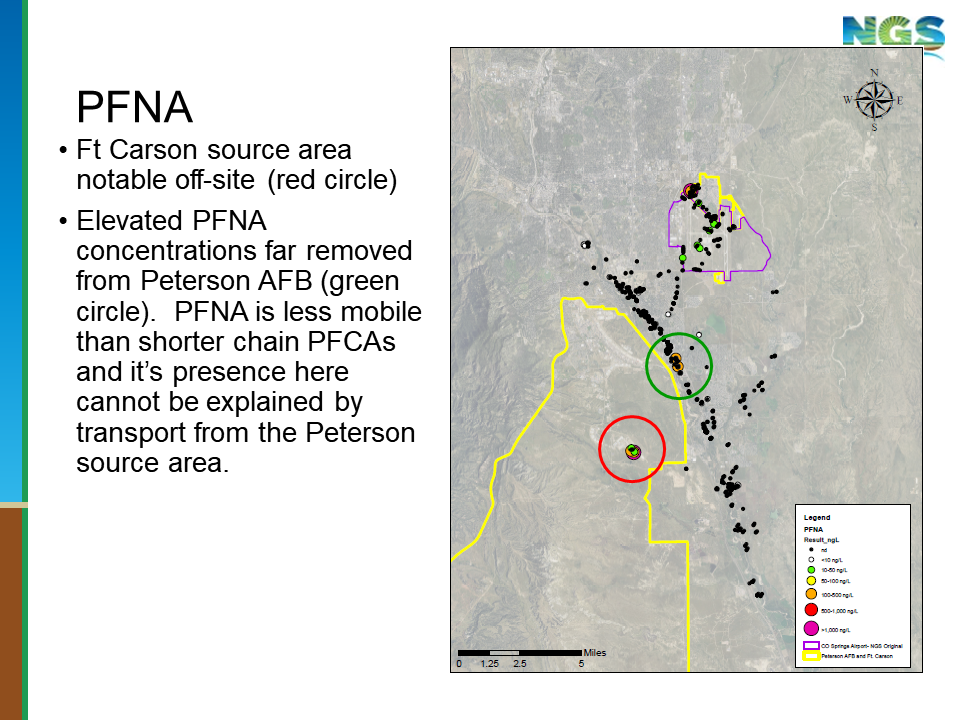 NGS
PFNA
• Ft Carson source area
notable off-site (red circle)
• Elevated PFNA
concentrations far removed
from Peterson AFB (green
circle).  PFNA is less mobile
than shorter chain PFCAs
and it's presence here
cannot be explained by
transport from the Peterson
source area.
N
W E
S
Legend
PFNA
Result_ngL
nd
<10 ng/L
10-50 ng/L
50-100 ng/L
100-500 ng/L
500-1,000 ng/L
>1,000 ng/L
CO Springs Airport- NGS Original
Peterson AFB and Ft. Carson
Miles
0 1.25 2.5 5